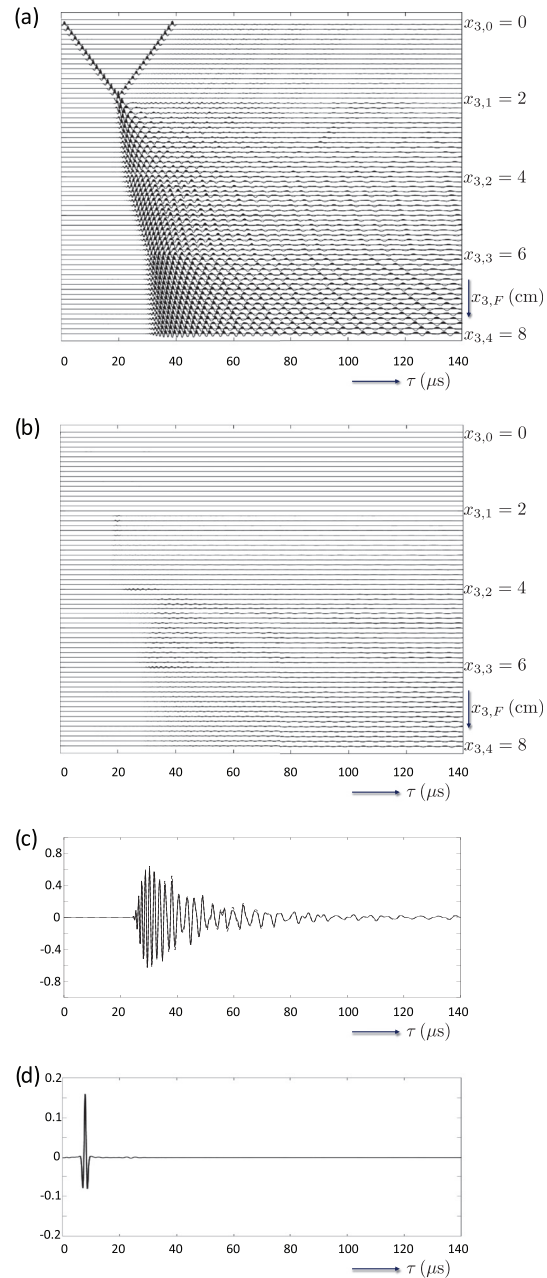 (a)
x3,0 = 0
x3,1 = 2
x3,2 = 4
x3,3 = 6
x3,F (cm)
x3,4 = 8
0 20 40 60 80 100 120 140
τ (μs)
(b)
x3,0 = 0
x3,1 = 2
x3,2 = 4
x3,3 = 6
x3,F (cm)
x3,4 = 8
0 20 40 60 80 100 120 140
τ (μs)
(c)
0.8
0.4
0
-0.4
-0.8
0 20 40 60 80 100 120 140
τ (μs)
(d)
0.2
0.1
0
-0.1
-0.2
0 20 40 60 80 100 120 140
τ (μs)